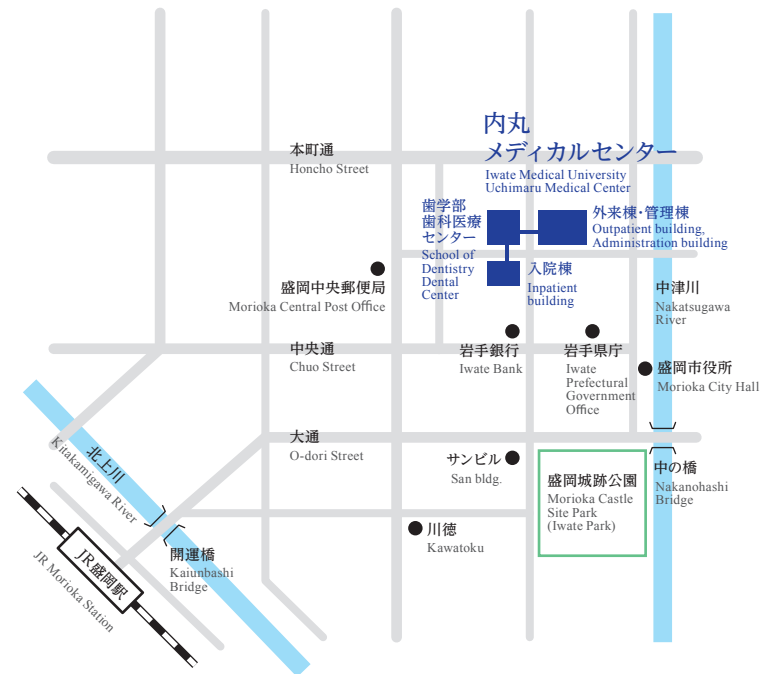 内丸
メディカルセンター
Iwate Medical University
Uchimaru Medical Center
本町通
Honcho Street
歯学部
歯科医療
センター
School of
Dentistry
Dental
Center
外来棟・管理棟
Outpatient building,
Administration building
入院棟
Inpatient
building
盛岡中央郵便局
Morioka Central Post Office
中津川
Nakatsugawa
River
中央通
Chuo Street
岩手銀行
Iwate Bank
岩手県庁
Iwate
Prefectural
Government
Office
盛岡市役所
Morioka City Hall
大通
O-dori Street
サンビル
San bldg.
盛岡城跡公園
Morioka Castle
Site Park
(Iwate Park)
中の橋
Nakanohashi
Bridge
北上川
Kitakamigawa River
川徳
Kawatoku
開運橋
Kaiunbashi
Bridge
JR盛岡駅
JR Morioka Station